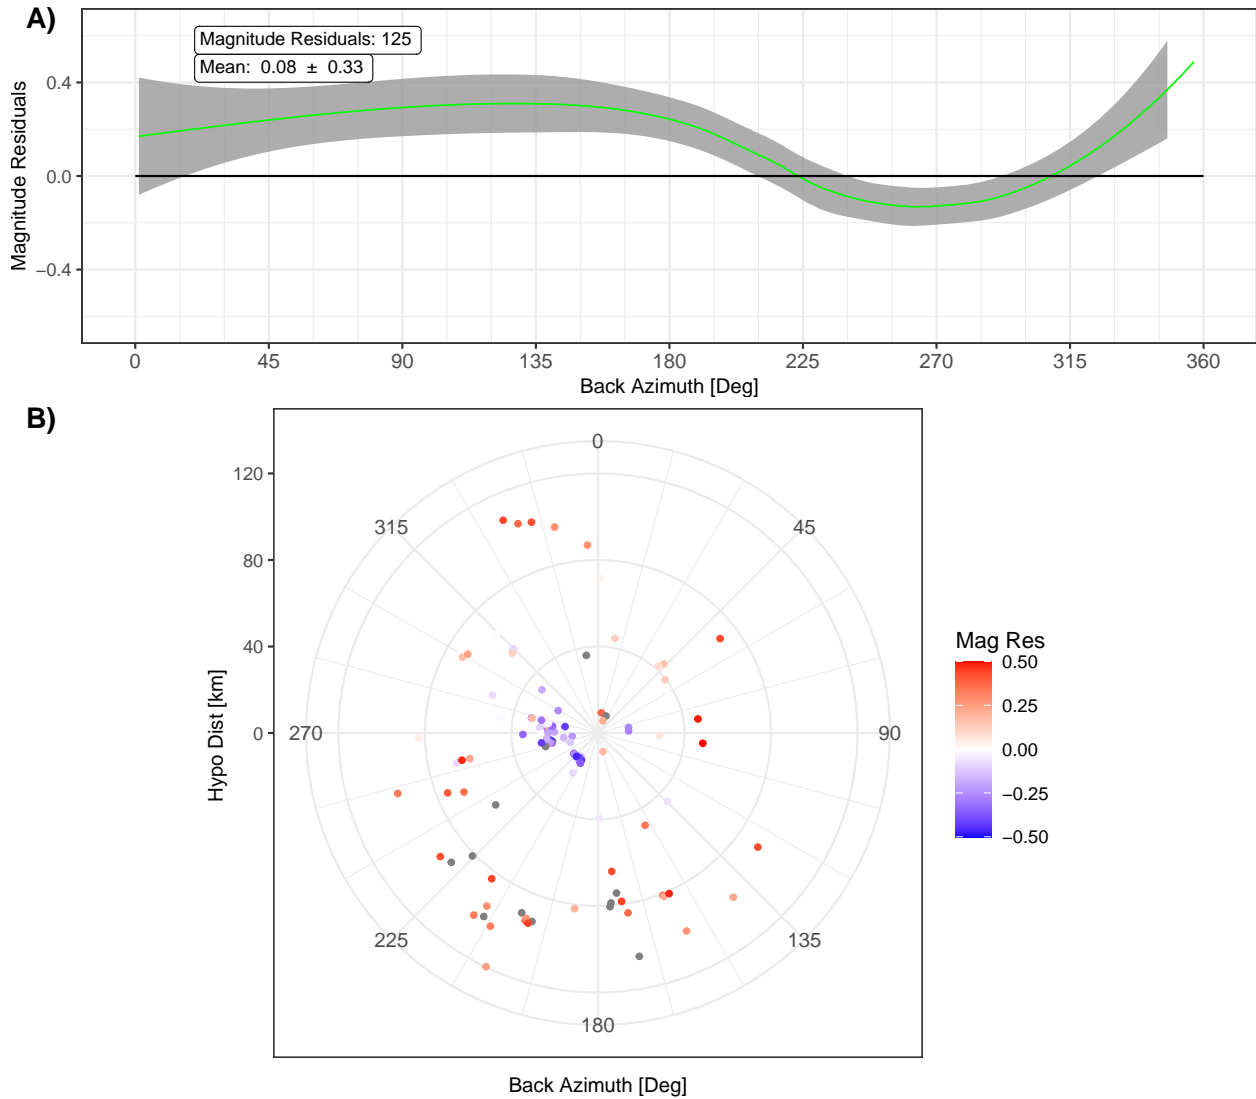 A)
Magnitude Residuals: 125
Mean:  0.08  ±  0.33
Magnitude Residuals
0.4
0.0
−0.4
0 45 90 135 180 225 270 315 360
Back Azimuth [Deg]
B)
Hypo Dist [km]
120
80
40
0
0
45
90
135
180
225
270
315
Back Azimuth [Deg]
Mag Res
0.50
0.25
0.00
−0.25
−0.50